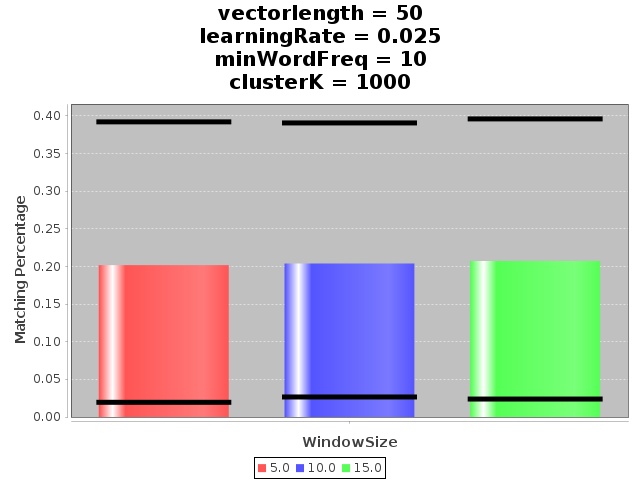 vectorlength = 50
learningRate = 0.025
minWordFreq = 10
clusterK = 1000
0.40
0.35
0.30
0.25
0.20
0.15
0.10
0.05
0.00
Matching Percentage
WindowSize
5.0 10.0 15.0